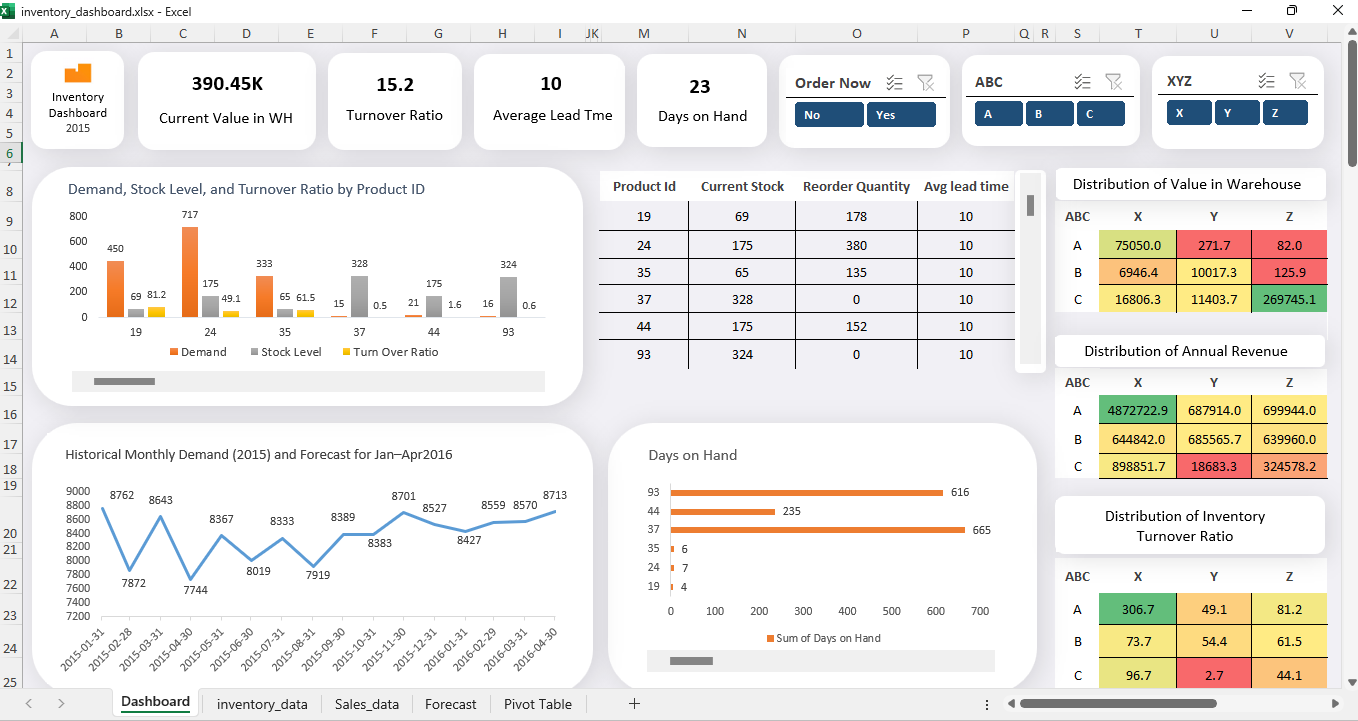 inventory_dashboard.xlsx - Excel
A B C D E F G H I JK M N O P Q R S T U V
1
2
3
4
5
6
8
9
10
11
12
13
14
15
16
17
18
19
20
21
22
23
24
25
Inventory
Dashboard
2015
390.45K
Current Value in WH
15.2
Turnover Ratio
10
Average Lead Tme
23
Days on Hand
Order Now
No Yes
ABC
A B C
XYZ
X Y Z
Demand, Stock Level, and Turnover Ratio by Product ID
800
600
400
200
0
450 69 81.2
717 175 49.1
333 65 61.5
15 328 0.5
21 175 1.6
16 324 0.6
19 24 35 37 44 93
Demand Stock Level Turn Over Ratio
Product Id Current Stock Reorder Quantity Avg lead time
19 69 178 10
24 175 380 10
35 65 135 10
37 328 0 10
44 175 152 10
93 324 0 10
Distribution of Value in Warehouse
ABC X Y Z
A 75050.0 271.7 82.0
B 6946.4 10017.3 125.9
C 16806.3 11403.7 269745.1
Distribution of Annual Revenue
ABC X Y Z
A 4872722.9 687914.0 699944.0
B 644842.0 685565.7 639960.0
C 898851.7 18683.3 324578.2
Distribution of Inventory
Turnover Ratio
ABC X Y Z
A 306.7 49.1 81.2
B 73.7 54.4 61.5
C 96.7 2.7 44.1
Historical Monthly Demand (2015) and Forecast for Jan–Apr2016
9000
8800
8600
8400
8200
8000
7800
7600
7400
7200
8762 7872 8643 7744 8367 8019 8333 7919 8389 8383 8701 8527 8427 8559 8570 8713
2015-01-31 2015-02-28 2015-03-31 2015-04-30 2015-05-31 2015-06-30 2015-07-31 2015-08-31 2015-09-30 2015-10-31 2015-11-30 2015-12-31 2016-01-31 2016-02-29 2016-03-31 2016-04-30
Days on Hand
93 616
44 235
37 665
35 6
24 7
19 4
0 100 200 300 400 500 600 700
Sum of Days on Hand
Dashboard inventory_data Sales_data Forecast Pivot Table